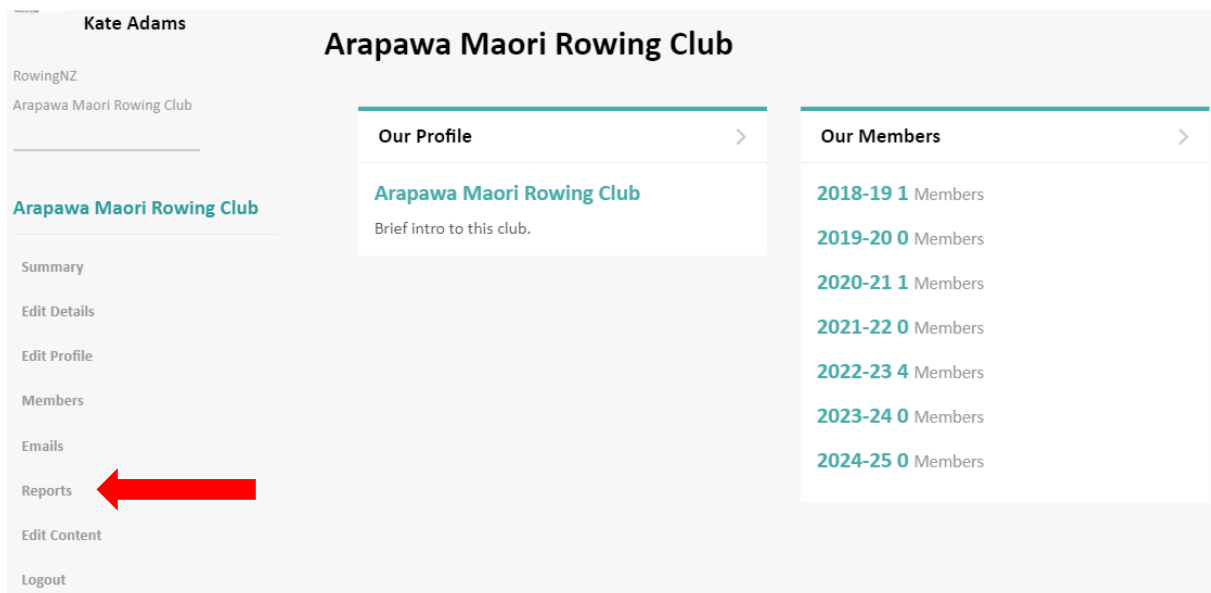 Kate Adams
RowingNZ
Arapawa Maori Rowing Club
Arapawa Maori Rowing Club
Summary
Edit Details
Edit Profile
Members
Emails
Reports
Edit Content
Logout
Arapawa Maori Rowing Club
Our Profile
Arapawa Maori Rowing Club
Brief intro to this club.
Our Members
2018-19 1 Members
2019-20 0 Members
2020-21 1 Members
2021-22 0 Members
2022-23 4 Members
2023-24 0 Members
2024-25 0 Members